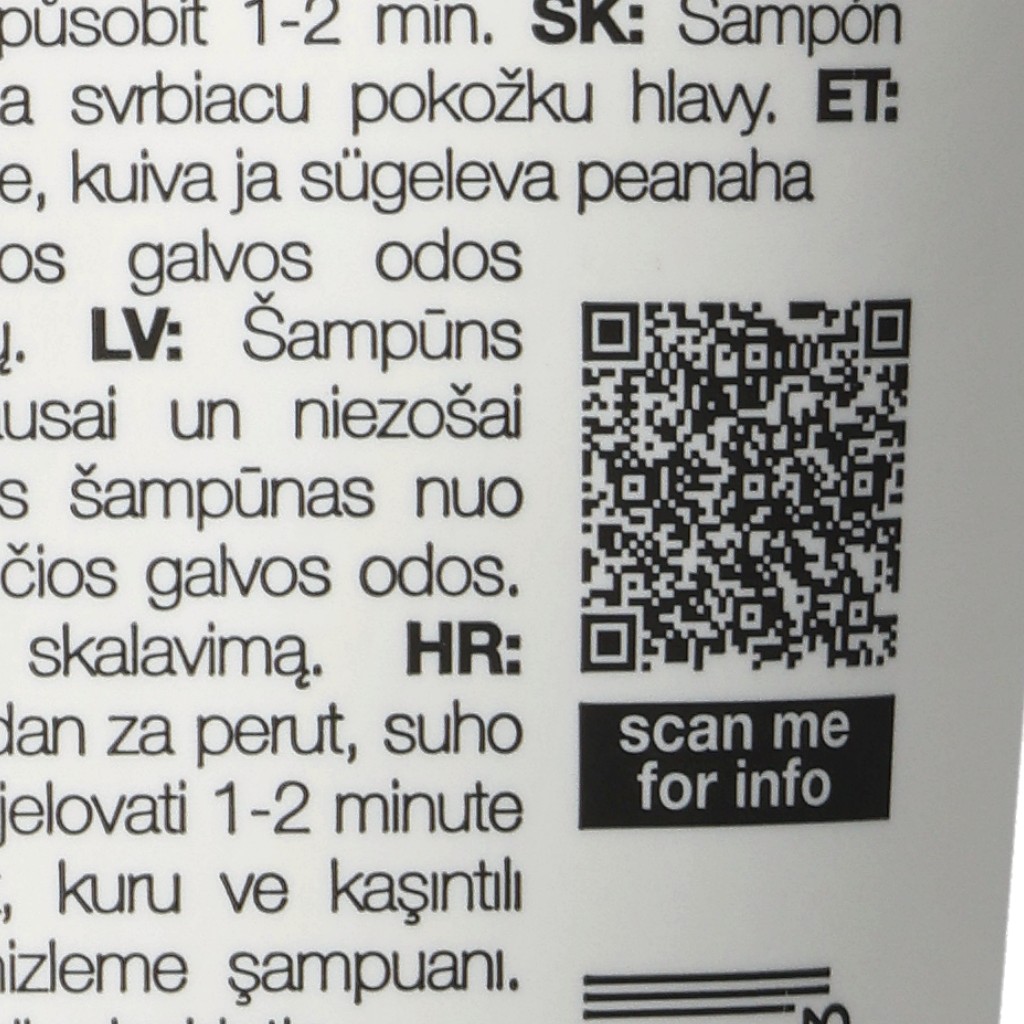 působit 1-2 min. SK: Šampón
a svrbiacu pokožku hlavy. ET:
e, kuiva ja sügeleva peanaha
os galvos odos
ų. LV: Šampūns
usai un niezošai
s šampūnas nuo
čios galvos odos.
skalavimą. HR:
dan za perut, suho
jelovati 1-2 minute
, kuru ve kaşıntılı
izleme şampuanı.
scan me
for info
3